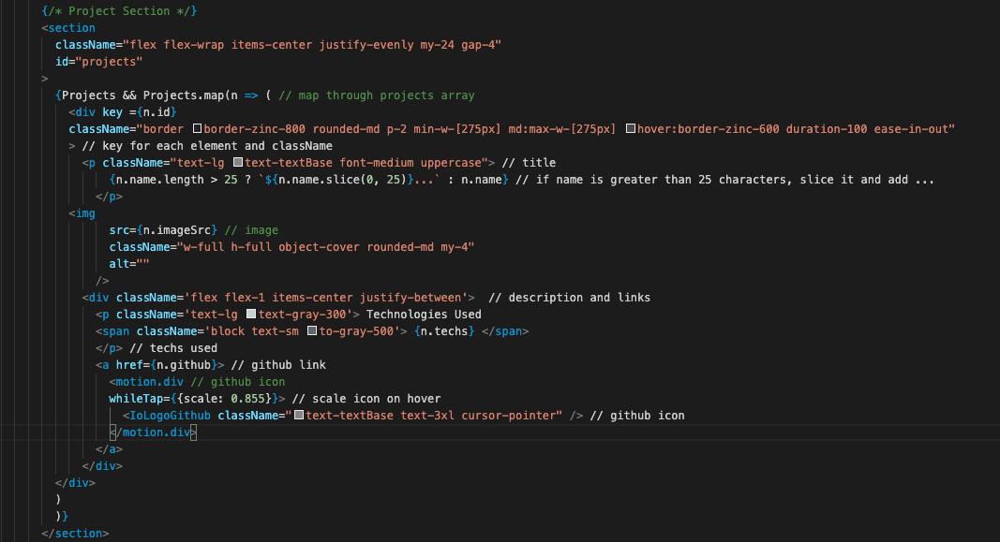 {/* Project Section */}
<section
className="flex flex-wrap items-center justify-evenly my-24 gap-4"
id="projects"
>
{Projects && Projects.map(n => ( // map through projects array
<div key ={n.id}
className="border border-zinc-800 rounded-md p-2 min-w-[275px] md:max-w-[275px] hover:border-zinc-600 duration-100 ease-in-out"
> // key for each element and className
<p className="text-lg text-textBase font-medium uppercase"> // title
{n.name.length > 25 ? `${n.name.slice(0, 25)}...` : n.name} // if name is greater than 25 characters, slice it and add ...
</p>
<img
src={n.imageSrc} // image
className="w-full h-full object-cover rounded-md my-4"
alt=""
/>
<div className='flex flex-1 items-center justify-between'>  // description and links
<p className='text-lg text-gray-300'> Technologies Used
<span className='block text-sm to-gray-500'> {n.techs} </span>
</p> // techs used
<a href={n.github}> // github link
<motion.div // github icon
whileTap={{scale: 0.855}}> // scale icon on hover
<IoLogoGithub className="text-textBase text-3xl cursor-pointer" /> // github icon
</motion.div>
</a>
</div>
</div>
)
)}
</section>